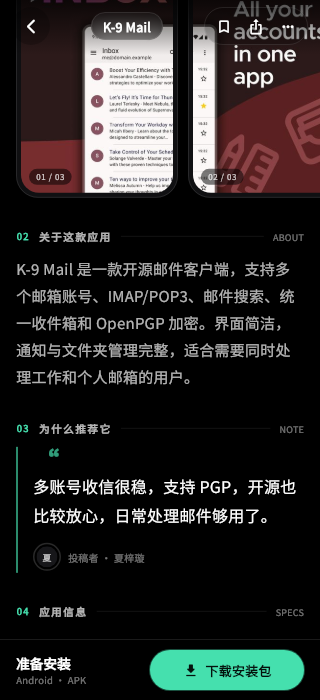 K-9 Mail
Inbox
mozdomain.example
Boost Your Efficiency with
Let's Fly! It's Time for Thun
Transform Your Workday w
Take Control of Your Sched
Ten ways to improve your
01 / 03
All your
accounts
in one
app
02 / 03
02 关于这款应用 ABOUT
K-9 Mail 是一款开源邮件客户端，支持多
个邮箱账号、IMAP/POP3、邮件搜索、统
一收件箱和 OpenPGP 加密。界面简洁，
通知与文件夹管理完整，适合需要同时处
理工作和个人邮箱的用户。
03 为什么推荐它 NOTE
“
多账号收信很稳，支持 PGP，开源也
比较放心，日常处理邮件够用了。
夏 投稿者 · 夏梓璇
04 应用信息 SPECS
准备安装
Android · APK
下载安装包